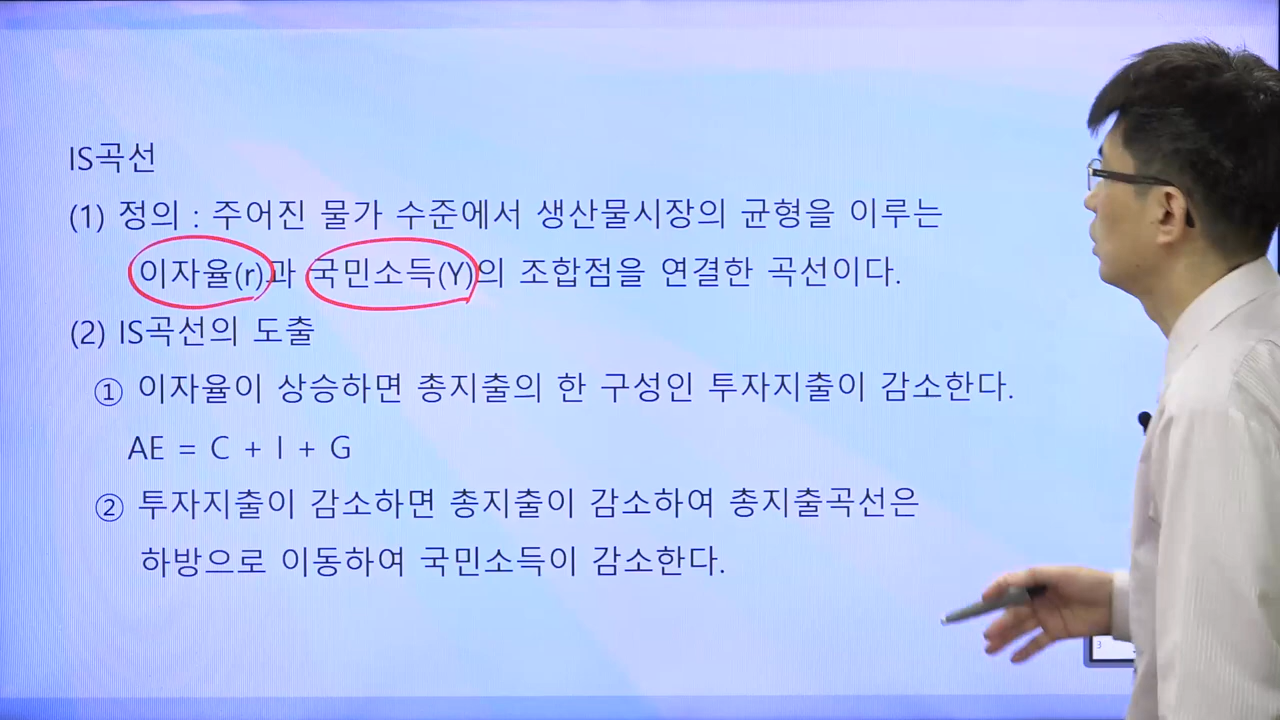 IS곡선
(1) 정의 : 주어진 물가 수준에서 생산물시장의 균형을 이루는
이자율(r)과 국민소득(Y)의 조합점을 연결한 곡선이다.
(2) IS곡선의 도출
① 이자율이 상승하면 총지출의 한 구성인 투자지출이 감소한다.
AE = C + I + G
② 투자지출이 감소하면 총지출이 감소하여 총지출곡선은
하방으로 이동하여 국민소득이 감소한다.
3